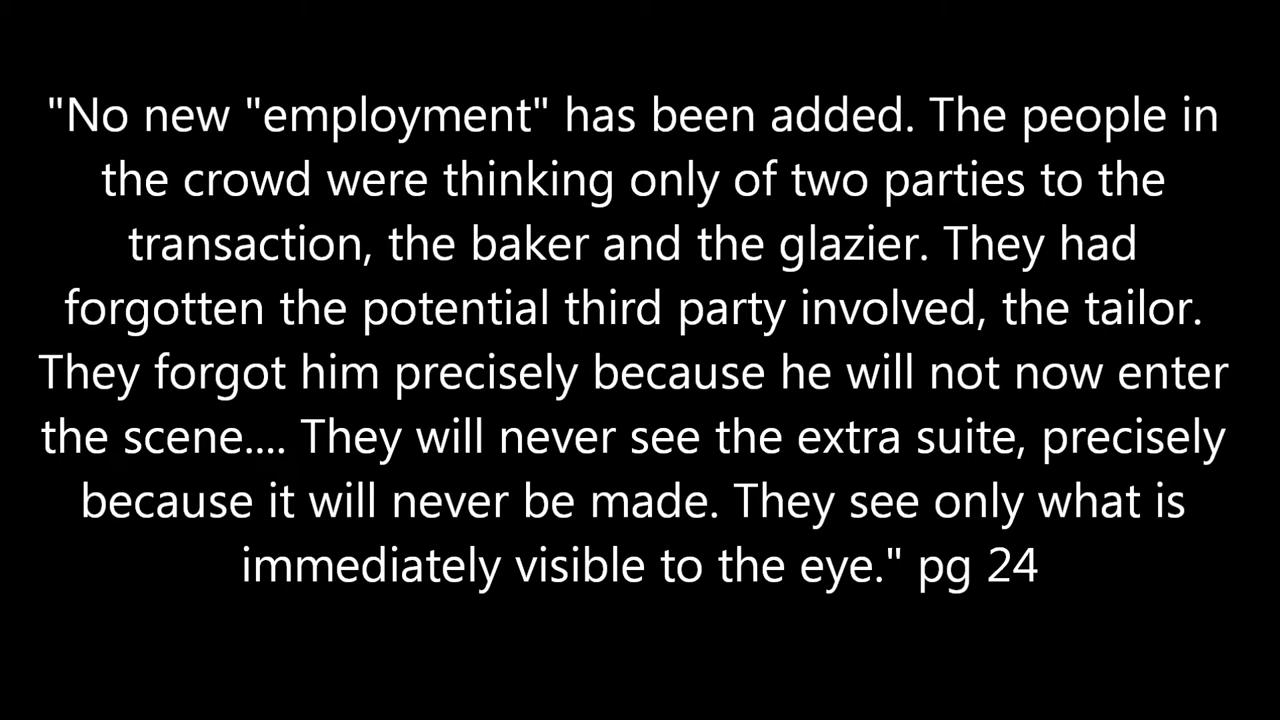 "No new "employment" has been added. The people in
the crowd were thinking only of two parties to the
transaction, the baker and the glazier. They had
forgotten the potential third party involved, the tailor.
They forgot him precisely because he will not now enter
the scene.... They will never see the extra suite, precisely
because it will never be made. They see only what is
immediately visible to the eye." pg 24